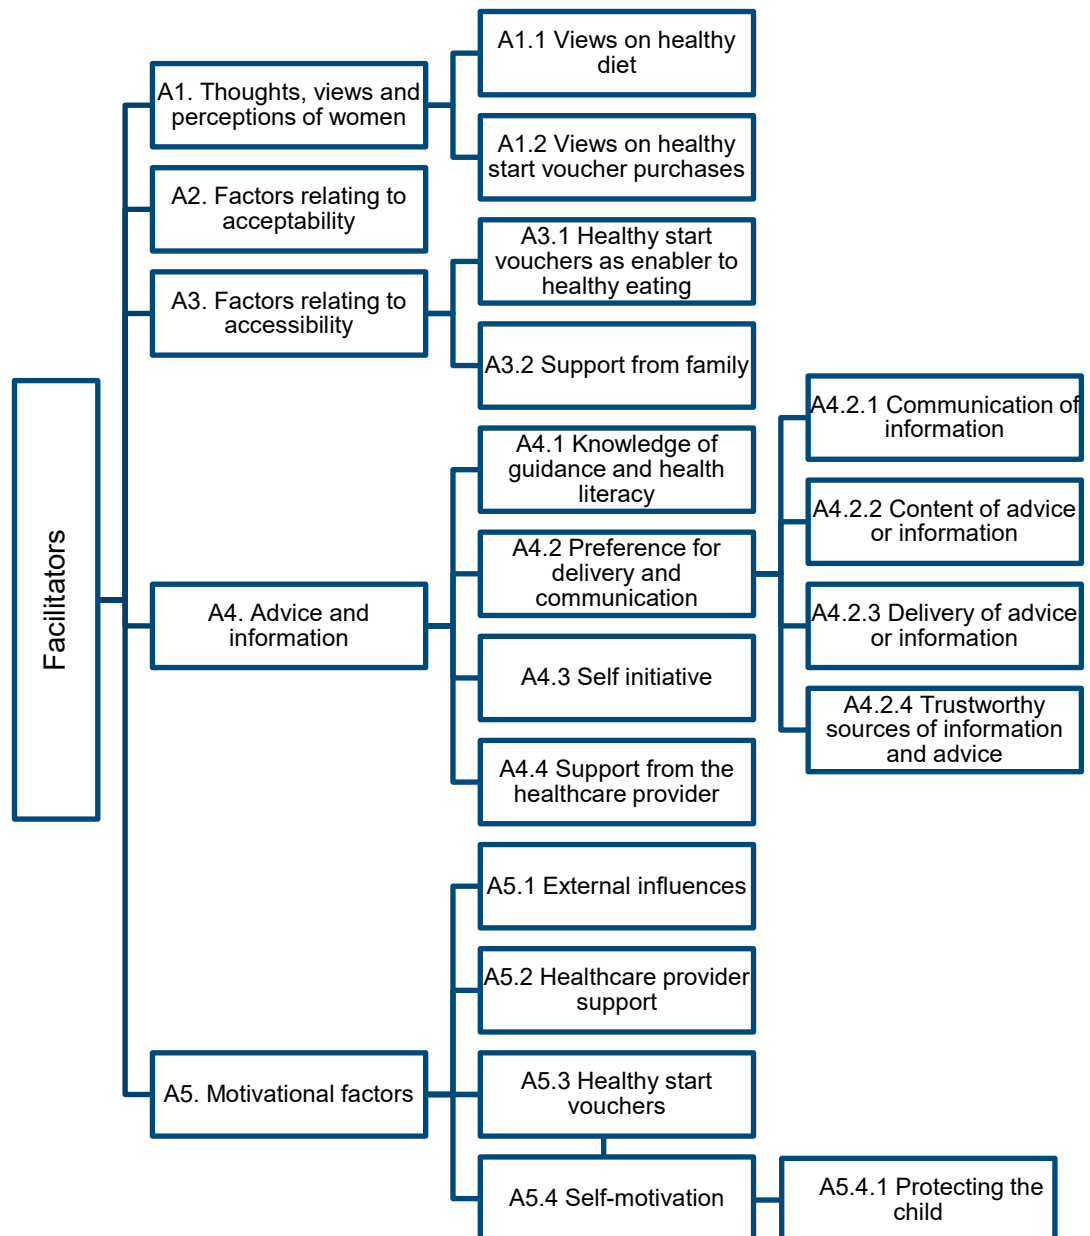 Facilitators
A1. Thoughts, views and
perceptions of women
A1.1 Views on healthy
diet
A1.2 Views on healthy
start voucher purchases
A2. Factors relating to
acceptability
A3. Factors relating to
accessibility
A3.1 Healthy start
vouchers as enabler to
healthy eating
A3.2 Support from family
A4. Advice and
information
A4.1 Knowledge of
guidance and health
literacy
A4.2 Preference for
delivery and
communication
A4.2.1 Communication of
information
A4.2.2 Content of advice
or information
A4.2.3 Delivery of advice
or information
A4.2.4 Trustworthy
sources of information
and advice
A4.3 Self initiative
A4.4 Support from the
healthcare provider
A5. Motivational factors
A5.1 External influences
A5.2 Healthcare provider
support
A5.3 Healthy start
vouchers
A5.4 Self-motivation
A5.4.1 Protecting the
child